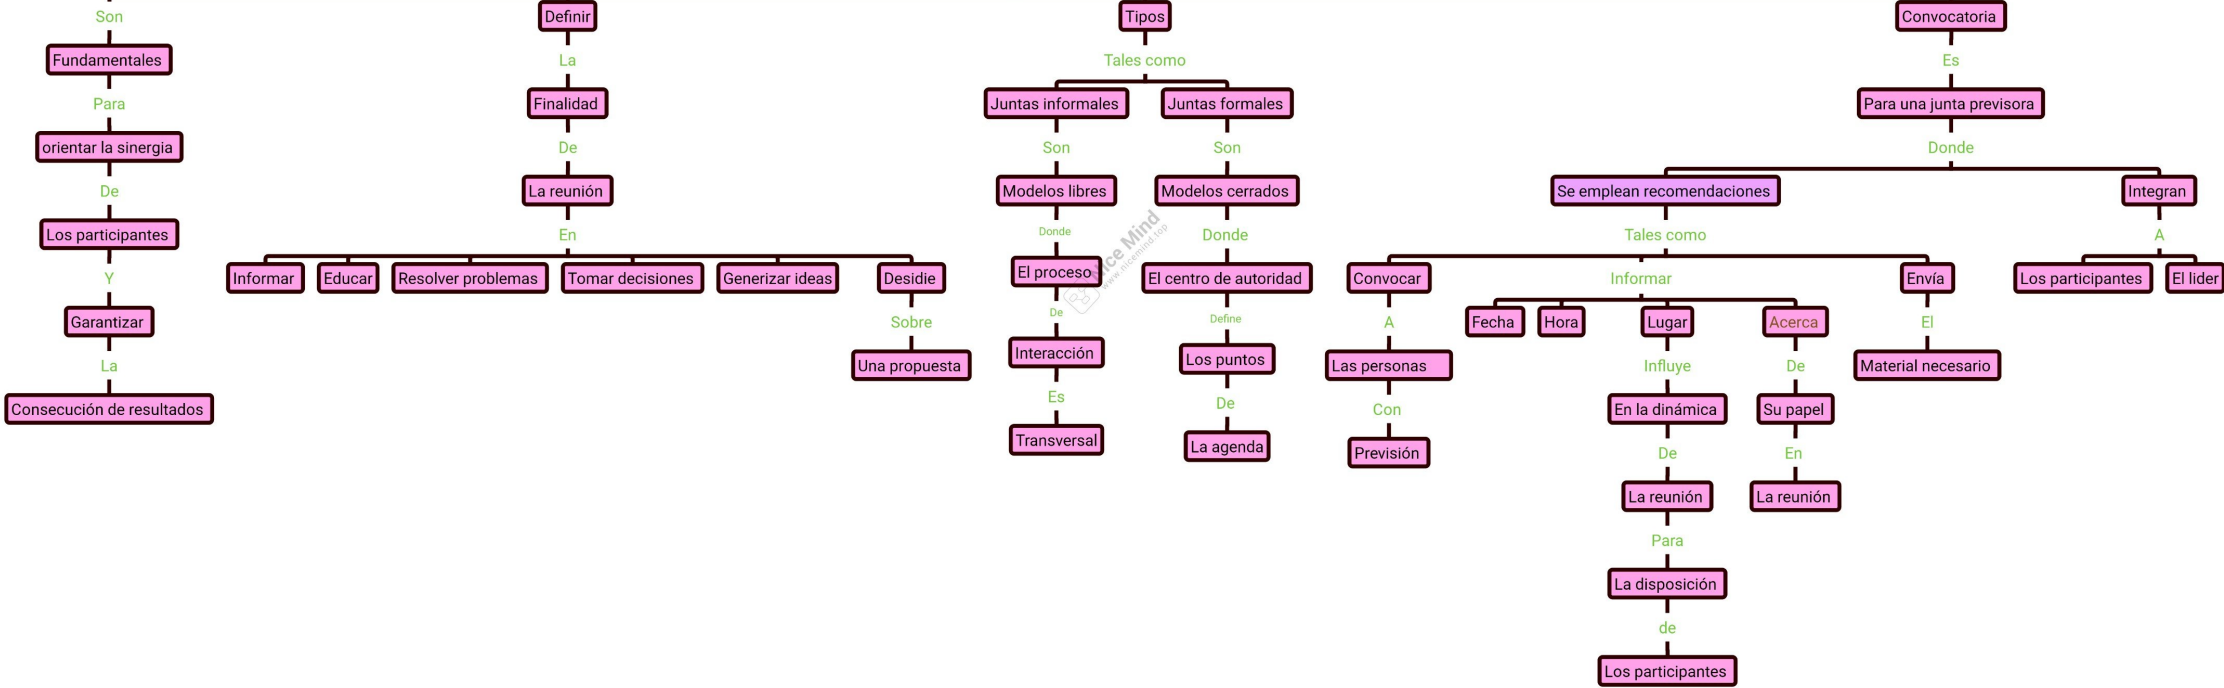 Son
Fundamentales
Para
orientar la sinergia
De
Los participantes
Y
Garantizar
La
Consecución de resultados
Definir
La
Finalidad
De
La reunión
En
Informar
Educar
Resolver problemas
Tomar decisiones
Generizar ideas
Desidie
Sobre
Una propuesta
Tipos
Tales como
Juntas informales
Son
Modelos libres
Donde
El proceso
De
Interacción
Es
Transversal
Juntas formales
Son
Modelos cerrados
Donde
El centro de autoridad
Define
Los puntos
De
La agenda
Nice Mind
www.nicemind.top
Convocatoria
Es
Para una junta previsora
Donde
Se emplean recomendaciones
Tales como
Convocar
A
Las personas
Con
Previsión
Informar
Fecha
Hora
Lugar
Influye
En la dinámica
De
La reunión
Para
La disposición
de
Los participantes
Acerca
De
Su papel
En
La reunión
Envía
El
Material necesario
Integran
A
Los participantes
El lider